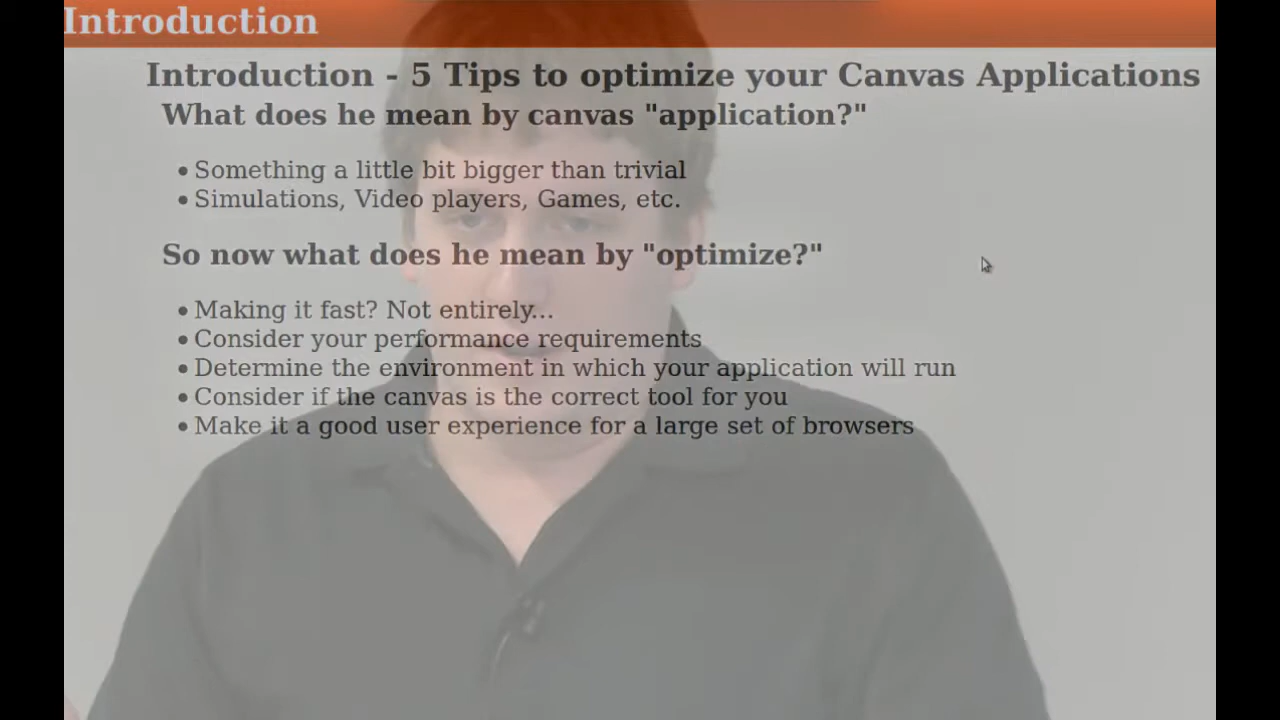 Introduction
Introduction - 5 Tips to optimize your Canvas Applications
What does he mean by canvas "application?"
• Something a little bit bigger than trivial
• Simulations, Video players, Games, etc.
So now what does he mean by "optimize?"
• Making it fast? Not entirely...
• Consider your performance requirements
• Determine the environment in which your application will run
• Consider if the canvas is the correct tool for you
• Make it a good user experience for a large set of browsers